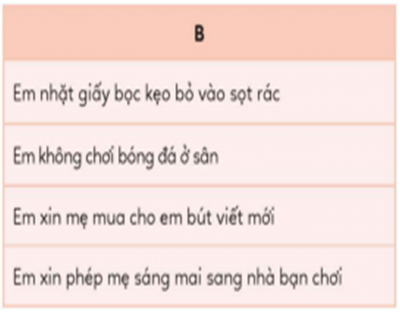 B
Em nhặt giấy bọc kẹo bỏ vào sọt rác
Em không chơi bóng đá ở sân
Em xin mẹ mua cho em bút viết mới
Em xin phép mẹ sáng mai sang nhà bạn chơi